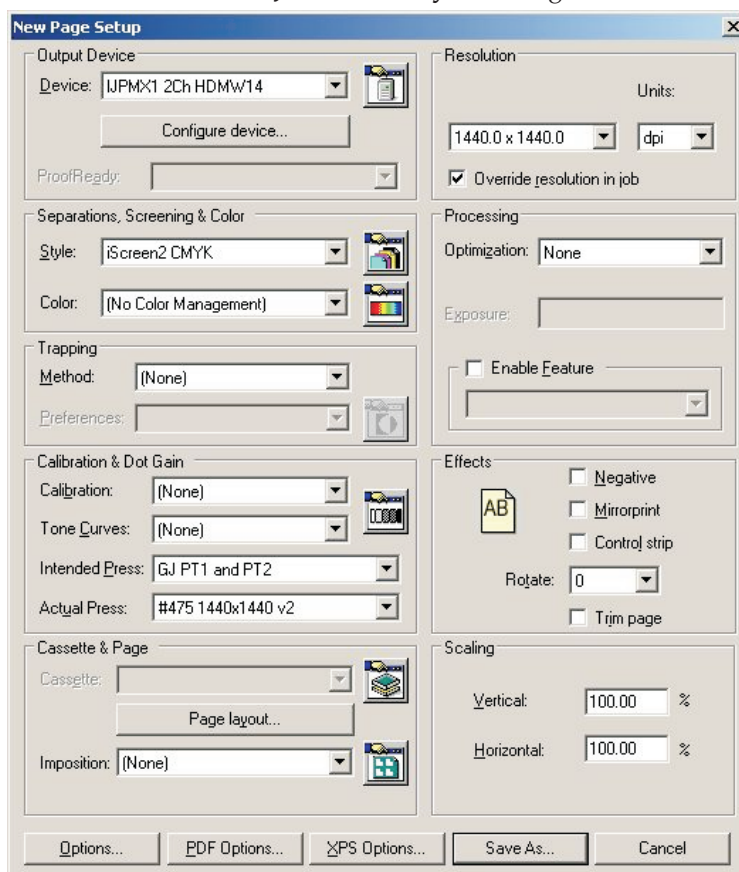 New Page Setup
Output Device
Device: IJPMX1 2Ch HDMW14
Configure device...
ProofReady:
Resolution
Units:
1440.0 x 1440.0 dpi
Override resolution in job
Separations, Screening & Color
Style: iScreen2 CMYK
Color: (No Color Management)
Processing
Optimization: None
Exposure:
Enable Feature
Trapping
Method: (None)
Preferences:
Calibration & Dot Gain
Calibration: (None)
Tone Curves: (None)
Intended Press: GJ PT1 and PT2
Actual Press: #475 1440x1440 v2
Effects
AB
Negative
Mirrorprint
Control strip
Rotate: 0
Trim page
Cassette & Page
Cassette:
Page layout...
Imposition: (None)
Scaling
Vertical: 100.00 %
Horizontal: 100.00 %
Options... PDF Options... XPS Options... Save As... Cancel